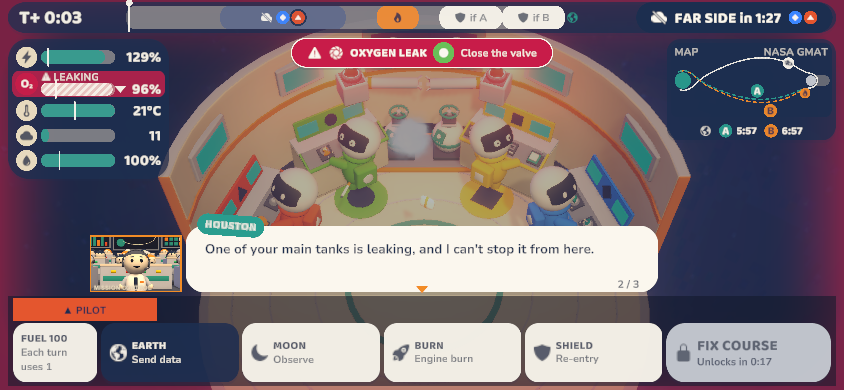 T+ 0:03
if A
if B
FAR SIDE in 1:27
OXYGEN LEAK
Close the valve
129%
O₂
LEAKING
96%
21°C
11
100%
MAP
NASA GMAT
A
B
A 5:57
B 6:57
HOUSTON
One of your main tanks is leaking, and I can't stop it from here.
2 / 3
PILOT
FUEL 100
Each turn
uses 1
EARTH
Send data
MOON
Observe
BURN
Engine burn
SHIELD
Re-entry
FIX COURSE
Unlocks in 0:17